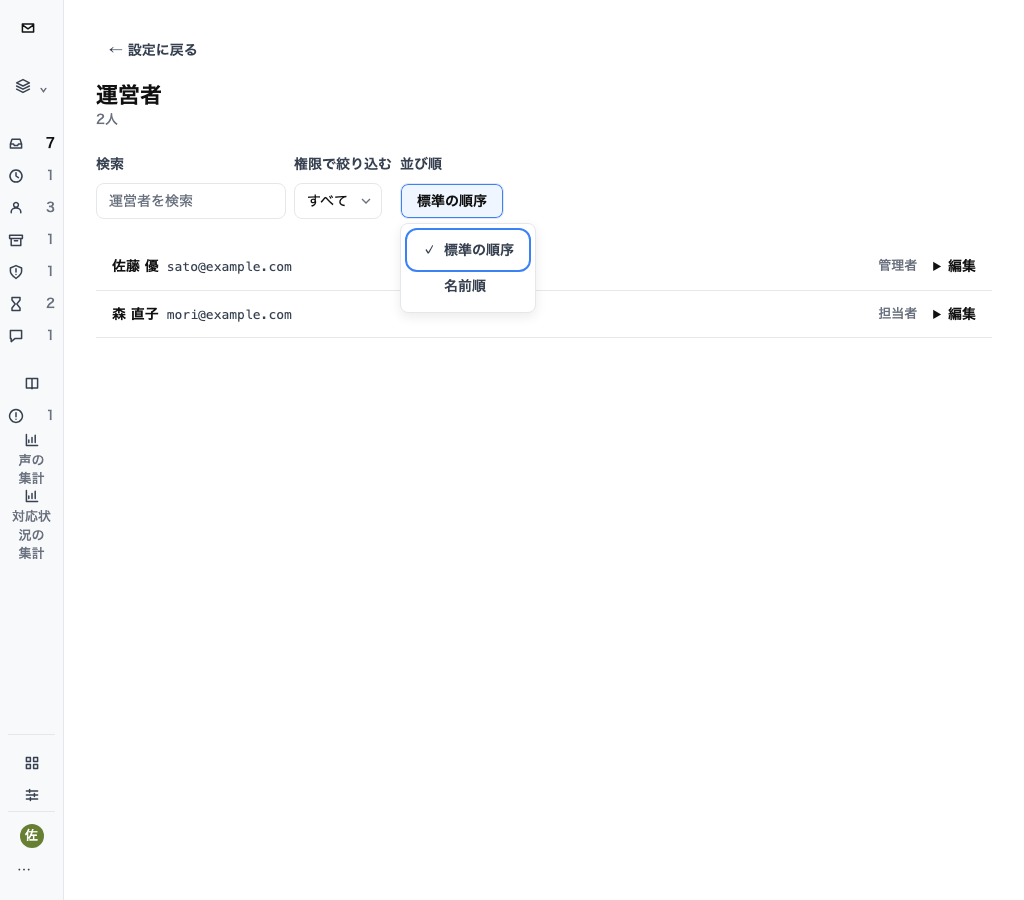 ← 設定に戻る
運営者
2人
検索
権限で絞り込む
並び順
運営者を検索
すべて
標準の順序
✓ 標準の順序
名前順
佐藤 優 sato@example.com 管理者 ▶ 編集
森 直子 mori@example.com 担当者 ▶ 編集
7
1
3
1
1
2
1
1
声の
集計
対応状
況の
集計
佐
…